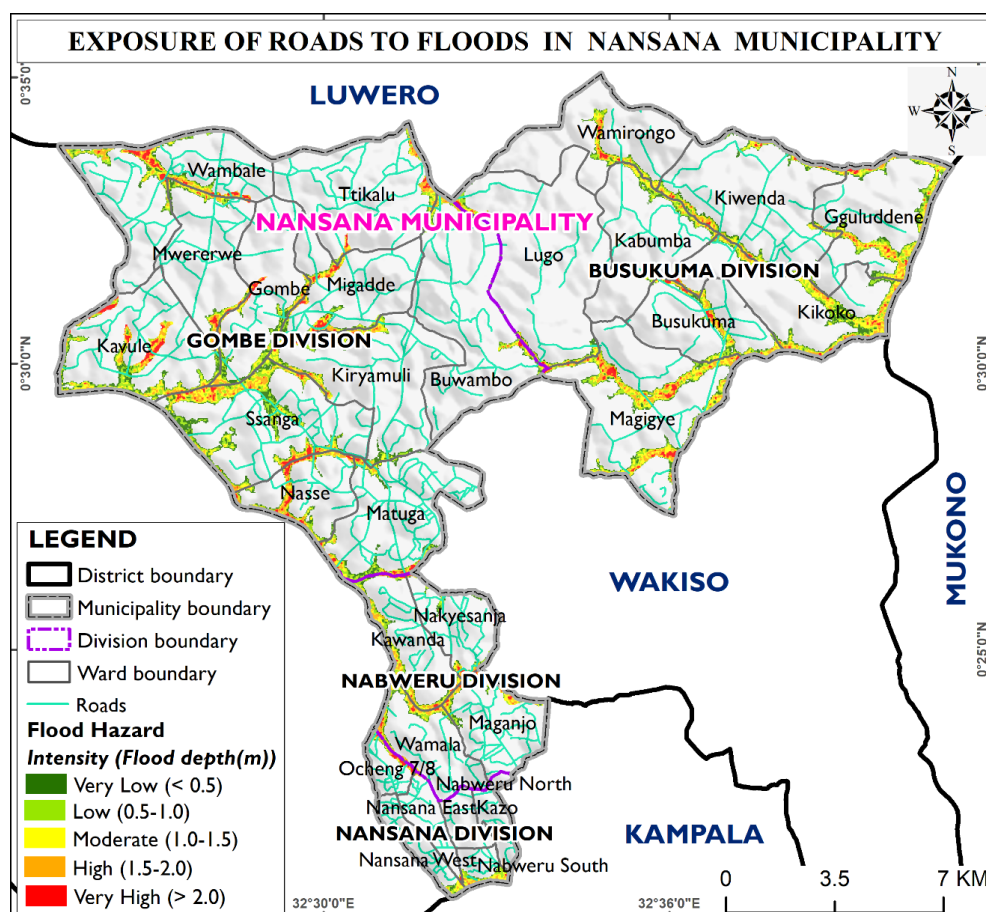 EXPOSURE OF ROADS TO FLOODS IN NANSANA MUNICIPALITY
0°35'N
LUWERO
N
W
S
Wamirongo
Wambale
Ttikalu
Kiwenda
Gguluddene
NANSANA MUNICIPALITY
Mwererwe
Lugo
Kabumba
BUSUKUMA DIVISION
Gombe
Migadde
Kikoko
Busukuma
Kavule
GOMBE DIVISION
0°30'N
0°30'N
Kiryamuli
Buwambo
Ssanga
Magigye
Nasse
Matuga
MUKONO
WAKISO
Nakyesanja
Kawanda
0°25'0"N
NABWERU DIVISION
Maganjo
Wamala
Ocheng 7/8
Nabweru North
Nansana East
Kazo
NANSANA DIVISION
KAMPALA
Nansana West
Nabweru South
LEGEND
District boundary
Municipality boundary
Division boundary
Ward boundary
Roads
Flood Hazard
Intensity (Flood depth(m))
Very Low (< 0.5)
Low (0.5-1.0)
Moderate (1.0-1.5)
High (1.5-2.0)
Very High (> 2.0)
0 3.5 7 KM
32°30'0"E
32°36'0"E